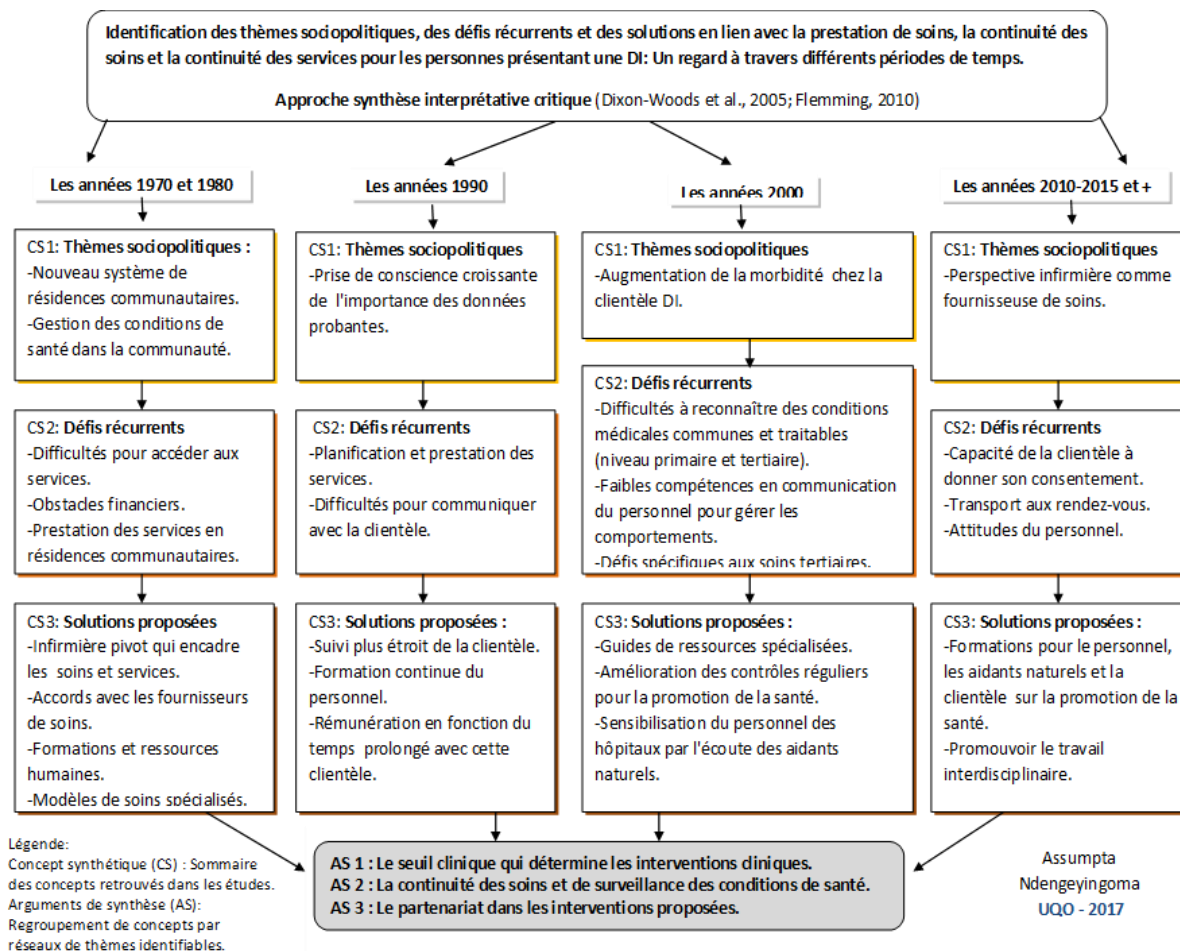 Identification des thèmes sociopolitiques, des défis récurrents et des solutions en lien avec la prestation de soins, la continuité des
soins et la continuité des services pour les personnes présentant une DI: Un regard à travers différents périodes de temps.
Approche synthèse interprétative critique (Dixon-Woods et al., 2005; Flemming, 2010)
Les années 1970 et 1980
CS1: Thèmes sociopolitiques :
-Nouveau système de
résidences communautaires.
-Gestion des conditions de
santé dans la communauté.
CS2: Défis récurrents
-Difficultés pour accéder aux
services.
-Obstacles financiers.
-Prestation des services en
résidences communautaires.
CS3: Solutions proposées
-Infirmière pivot qui encadre
les soins et services.
-Accords avec les fournisseurs
de soins.
-Formations et ressources
humaines.
-Modèles de soins spécialisés.
Les années 1990
CS1: Thèmes sociopolitiques
-Prise de conscience croissante
de l'importance des données
probantes.
CS2: Défis récurrents
-Planification et prestation des
services.
-Difficultés pour communiquer
avec la clientèle.
CS3: Solutions proposées :
-Suivi plus étroit de la clientèle.
-Formation continue du
personnel.
-Rémunération en fonction du
temps prolongé avec cette
clientèle.
Les années 2000
CS1: Thèmes sociopolitiques
-Augmentation de la morbidité chez la
clientèle DI.
CS2: Défis récurrents
-Difficultés à reconnaître des conditions
médicales communes et traitables
(niveau primaire et tertiaire).
-Faibles compétences en communication
du personnel pour gérer les
comportements.
-Défis spécifiques aux soins tertiaires.
CS3: Solutions proposées :
-Guides de ressources spécialisées.
-Amélioration des contrôles réguliers
pour la promotion de la santé.
-Sensibilisation du personnel des
hôpitaux par l'écoute des aidants
naturels.
Les années 2010-2015 et +
CS1: Thèmes sociopolitiques
-Perspective infirmière comme
fournisseuse de soins.
CS2: Défis récurrents
-Capacité de la clientèle à
donner son consentement.
-Transport aux rendez-vous.
-Attitudes du personnel.
CS3: Solutions proposées :
-Formations pour le personnel,
les aidants naturels et la
clientèle sur la promotion de la
santé.
-Promouvoir le travail
interdisciplinaire.
Légende:
Concept synthétique (CS) : Sommaire
des concepts retrouvés dans les études.
Arguments de synthèse (AS):
Regroupement de concepts par
réseaux de thèmes identifiables.
AS 1 : Le seuil clinique qui détermine les interventions cliniques.
AS 2 : La continuité des soins et de surveillance des conditions de santé.
AS 3 : Le partenariat dans les interventions proposées.
Assumpta
Ndengeyingoma
UQO - 2017